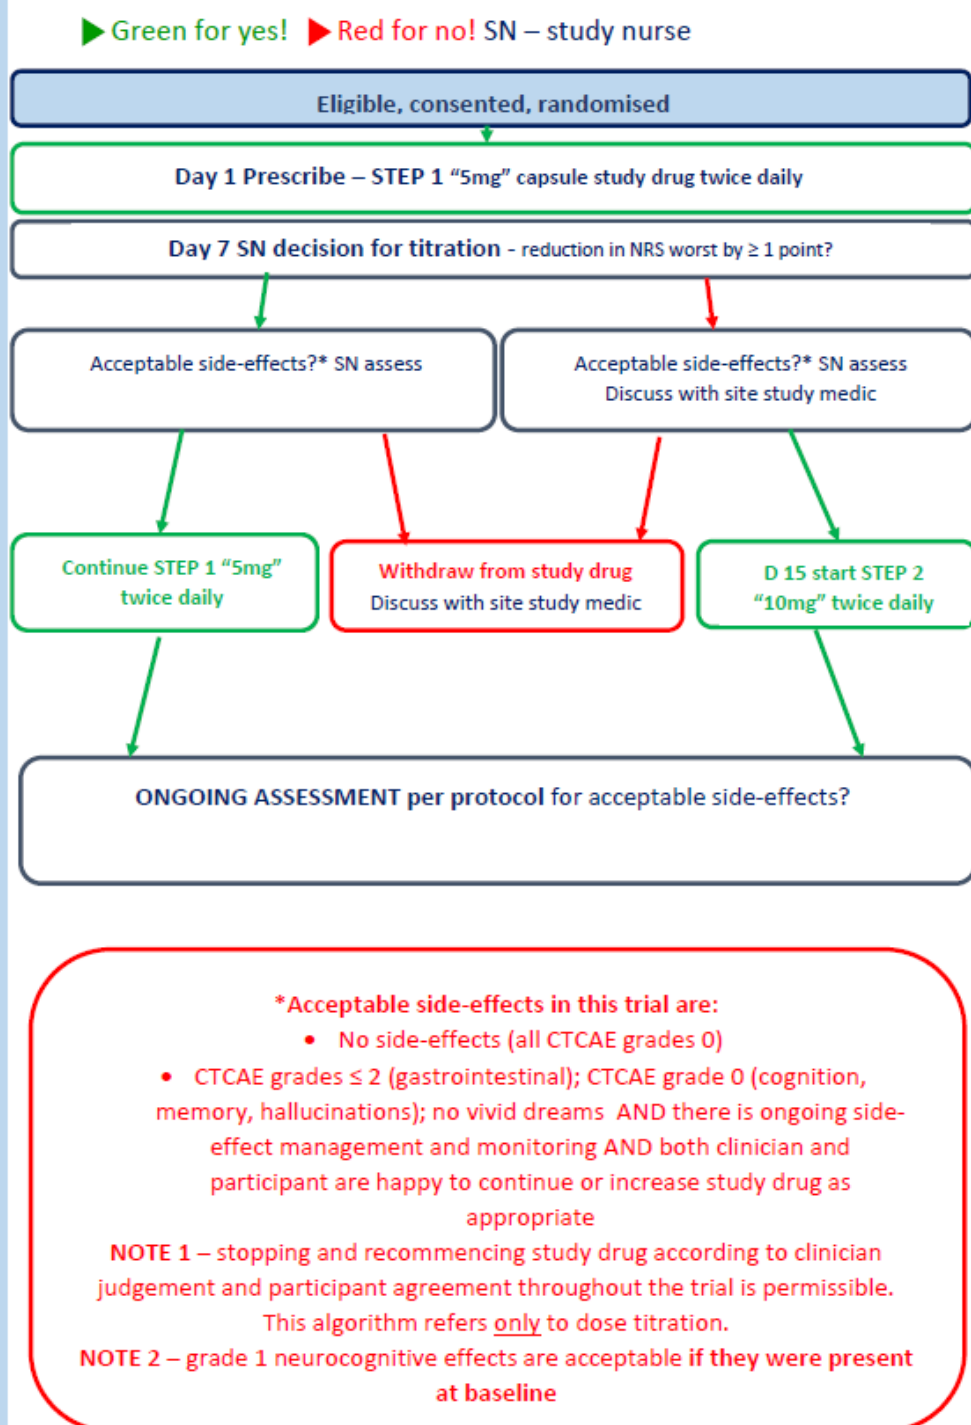 Green for yes! Red for no! SN – study nurse
Eligible, consented, randomised
Day 1 Prescribe – STEP 1 "5mg" capsule study drug twice daily
Day 7 SN decision for titration - reduction in NRS worst by ≥ 1 point?
Acceptable side-effects?* SN assess
Acceptable side-effects?* SN assess
Discuss with site study medic
Continue STEP 1 "5mg"
twice daily
Withdraw from study drug
Discuss with site study medic
D 15 start STEP 2
"10mg" twice daily
ONGOING ASSESSMENT per protocol for acceptable side-effects?
*Acceptable side-effects in this trial are:
• No side-effects (all CTCAE grades 0)
• CTCAE grades ≤ 2 (gastrointestinal); CTCAE grade 0 (cognition,
memory, hallucinations); no vivid dreams AND there is ongoing side-
effect management and monitoring AND both clinician and
participant are happy to continue or increase study drug as
appropriate
NOTE 1 – stopping and recommencing study drug according to clinician
judgement and participant agreement throughout the trial is permissible.
This algorithm refers only to dose titration.
NOTE 2 – grade 1 neurocognitive effects are acceptable if they were present
at baseline